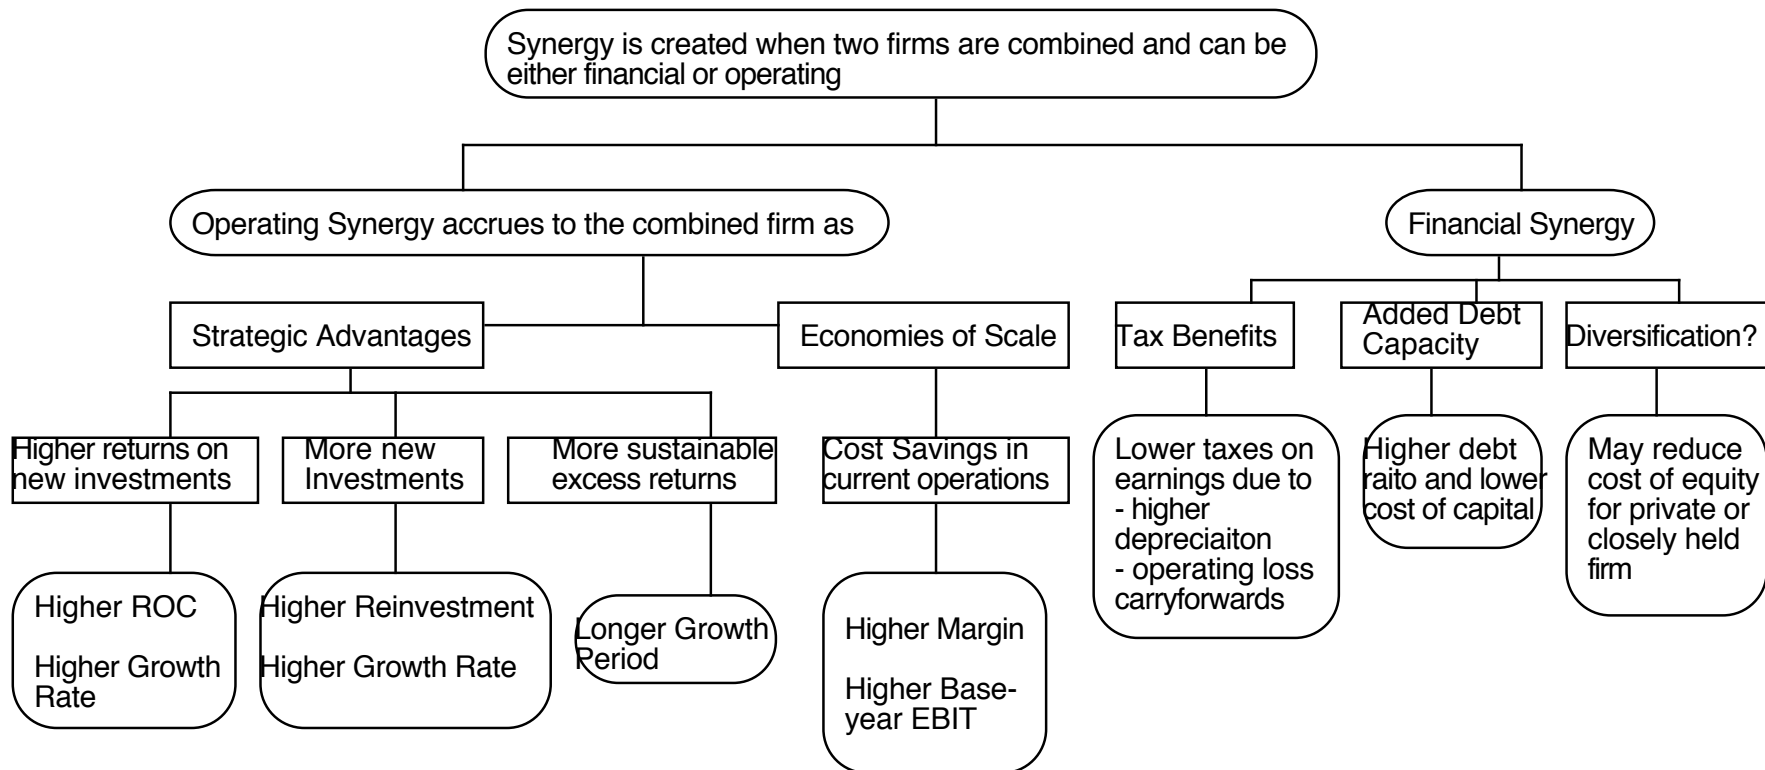 Synergy is created when two firms are combined and can be
either financial or operating
Operating Synergy accrues to the combined firm as
Financial Synergy
Strategic Advantages
Economies of Scale
Tax Benefits
Added Debt
Capacity
Diversification?
Higher returns on
new investments
More new
Investments
More sustainable
excess returns
Cost Savings in
current operations
Lower taxes on
earnings due to
- higher
depreciaiton
- operating loss
carryforwards
Higher debt
raito and lower
cost of capital
May reduce
cost of equity
for private or
closely held
firm
Higher ROC
Higher Growth
Rate
Higher Reinvestment
Higher Growth Rate
Longer Growth
Period
Higher Margin
Higher Base-
year EBIT